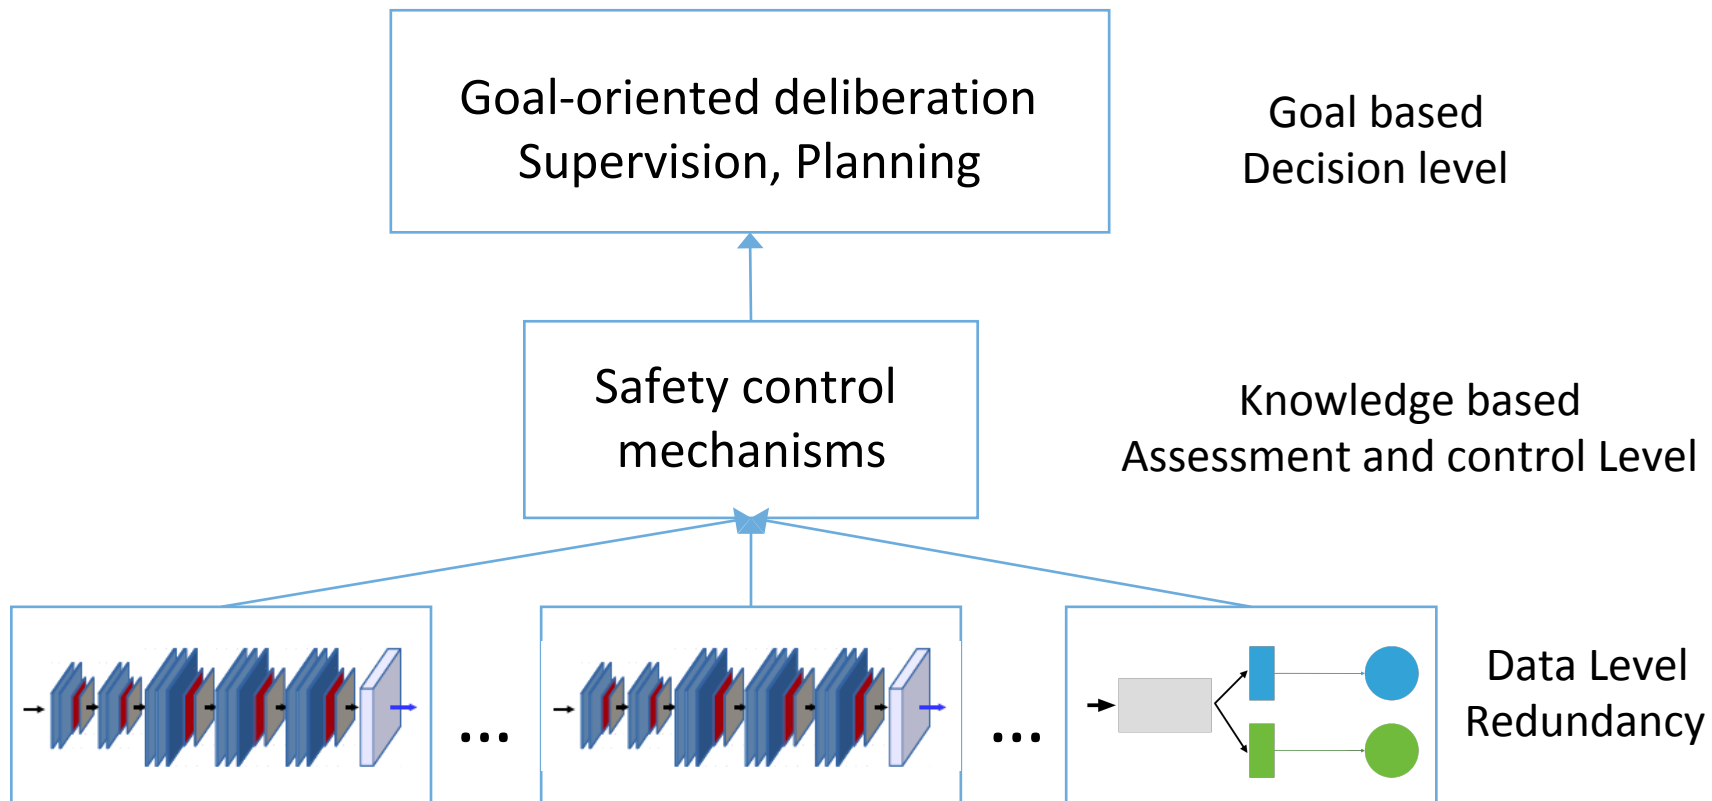 Goal-oriented deliberation
Supervision, Planning
Goal based
Decision level
Safety control
mechanisms
Knowledge based
Assessment and control Level
...
...
Data Level
Redundancy